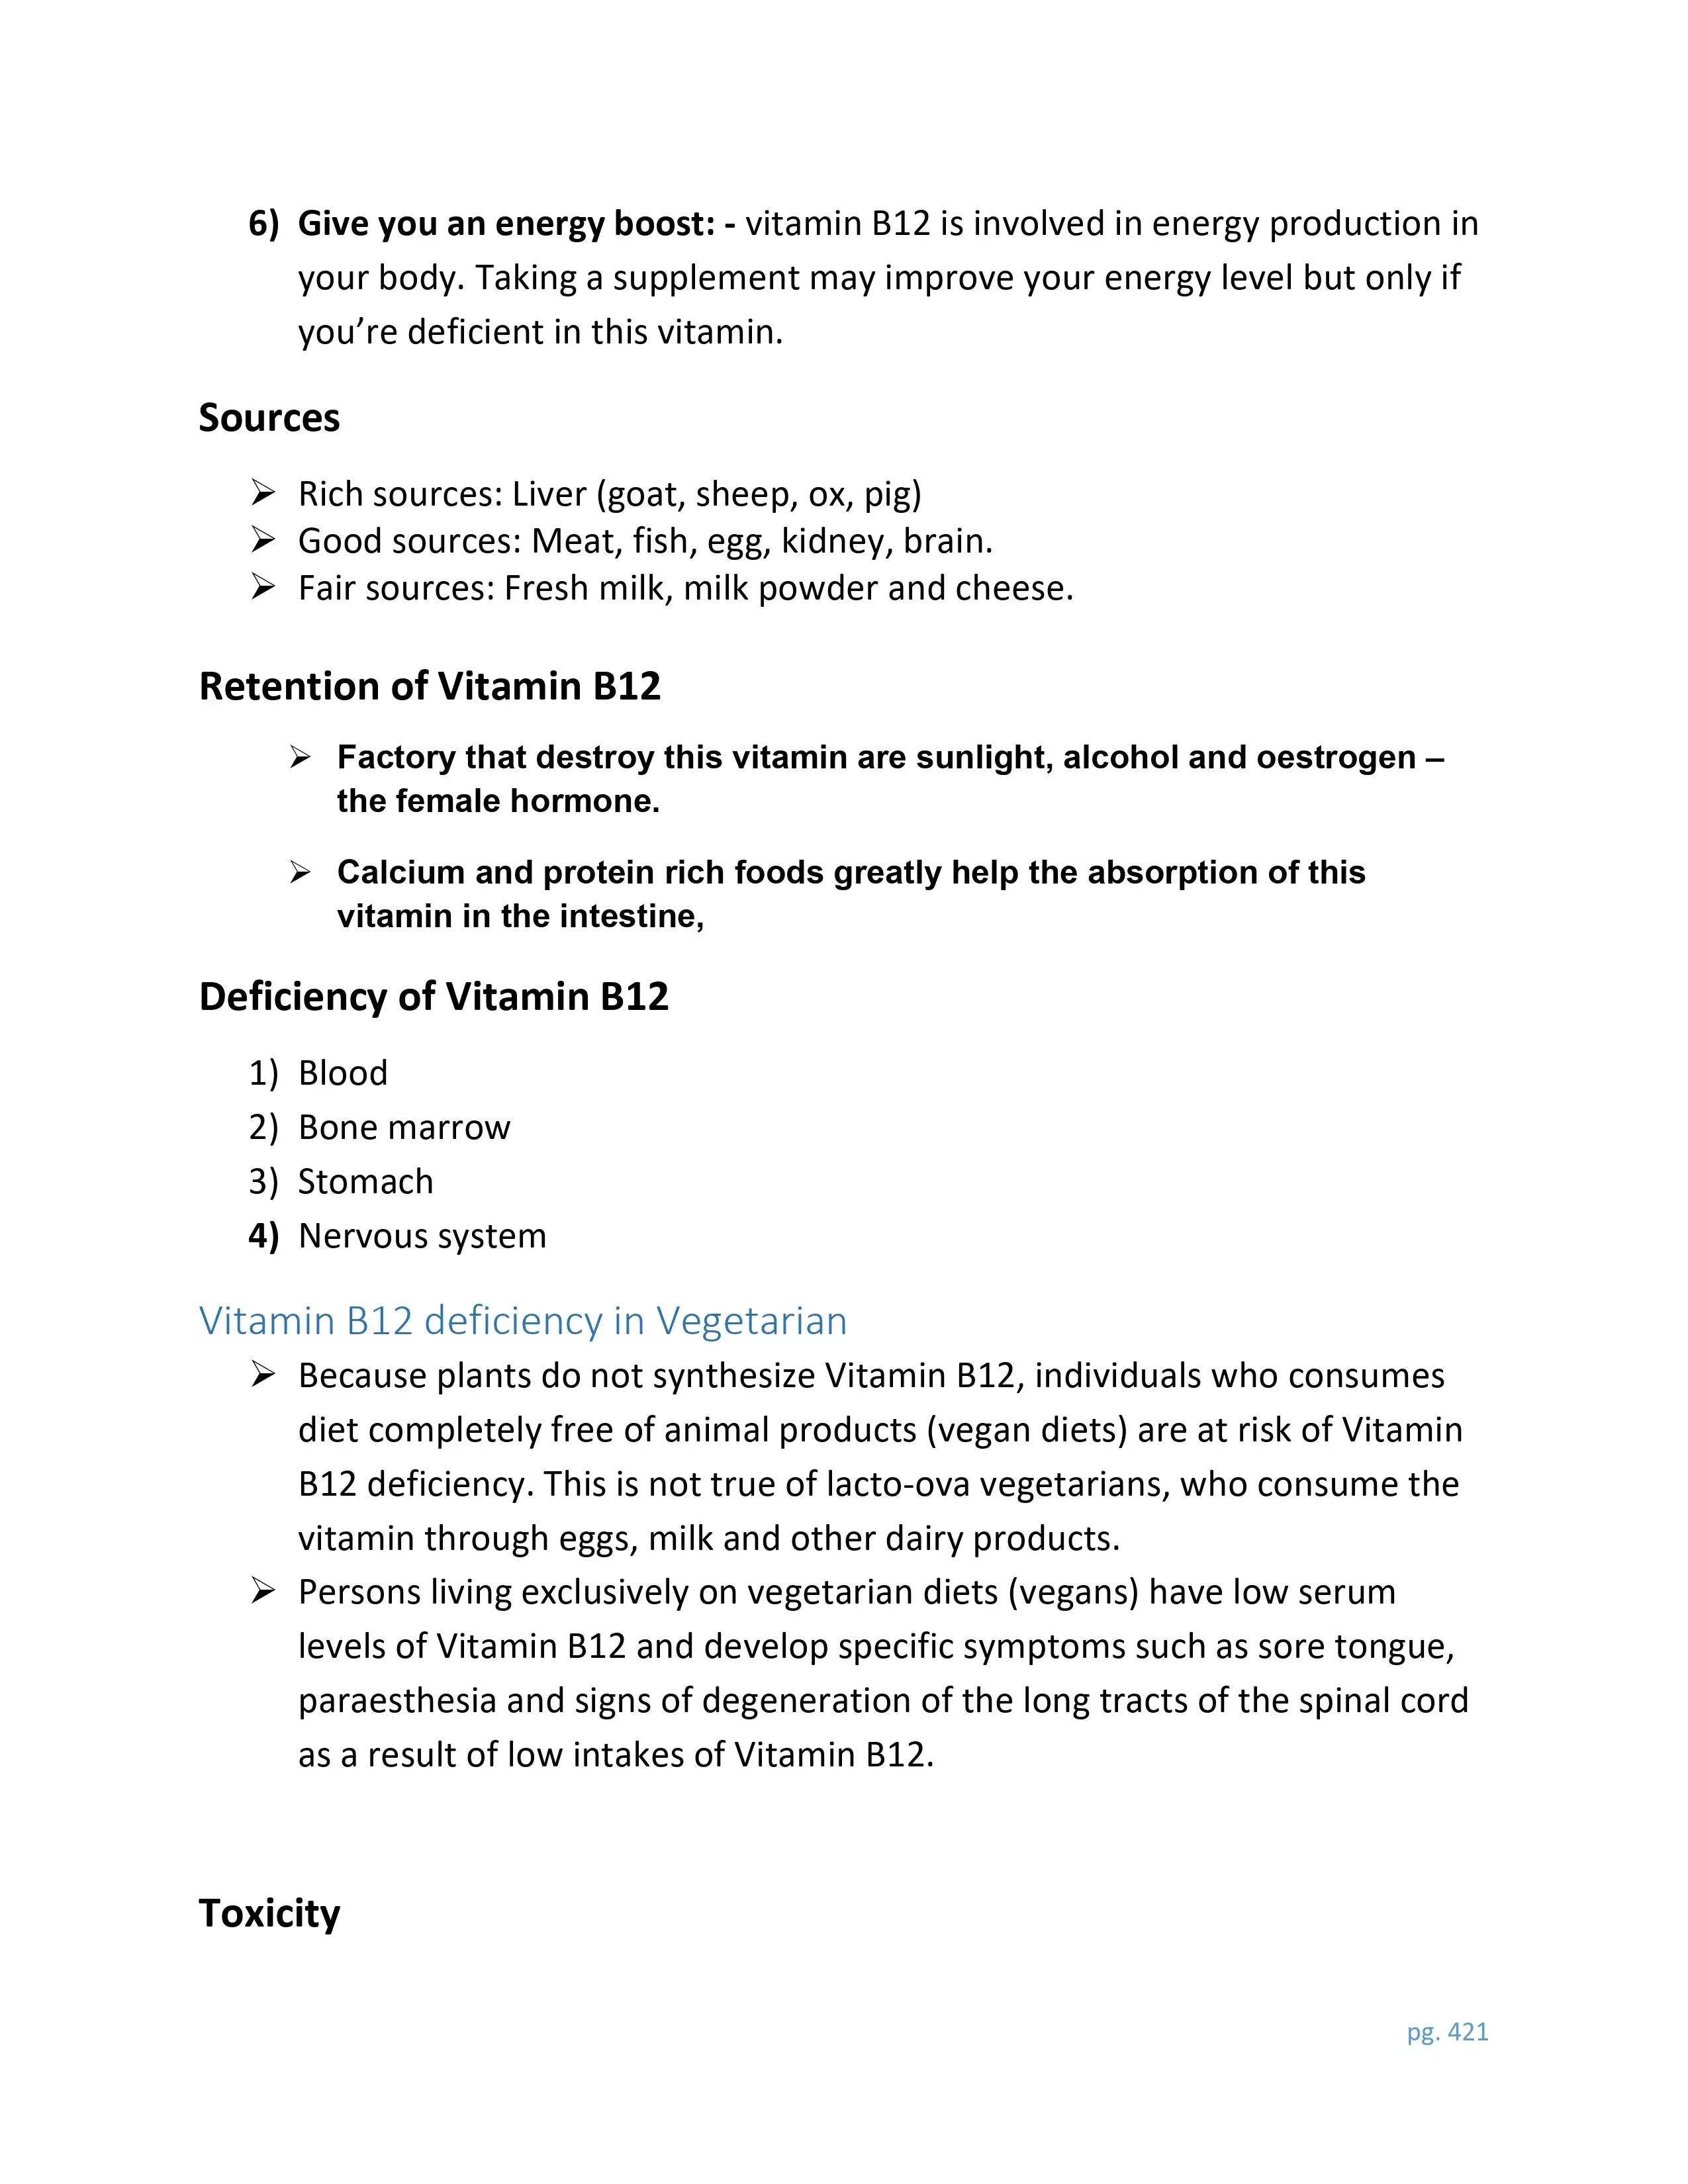 6) Give you an energy boost: - vitamin B12 is involved in energy production in
your body. Taking a supplement may improve your energy level but only if
you’re deficient in this vitamin.
Sources
➢ Rich sources: Liver (goat, sheep, ox, pig)
➢ Good sources: Meat, fish, egg, kidney, brain.
➢ Fair sources: Fresh milk, milk powder and cheese.
Retention of Vitamin B12
➢ Factory that destroy this vitamin are sunlight, alcohol and oestrogen –
the female hormone.
➢ Calcium and protein rich foods greatly help the absorption of this
vitamin in the intestine,
Deficiency of Vitamin B12
1) Blood
2) Bone marrow
3) Stomach
4) Nervous system
Vitamin B12 deficiency in Vegetarian
➢ Because plants do not synthesize Vitamin B12, individuals who consumes
diet completely free of animal products (vegan diets) are at risk of Vitamin
B12 deficiency. This is not true of lacto-ova vegetarians, who consume the
vitamin through eggs, milk and other dairy products.
➢ Persons living exclusively on vegetarian diets (vegans) have low serum
levels of Vitamin B12 and develop specific symptoms such as sore tongue,
paraesthesia and signs of degeneration of the long tracts of the spinal cord
as a result of low intakes of Vitamin B12.
Toxicity
pg. 421